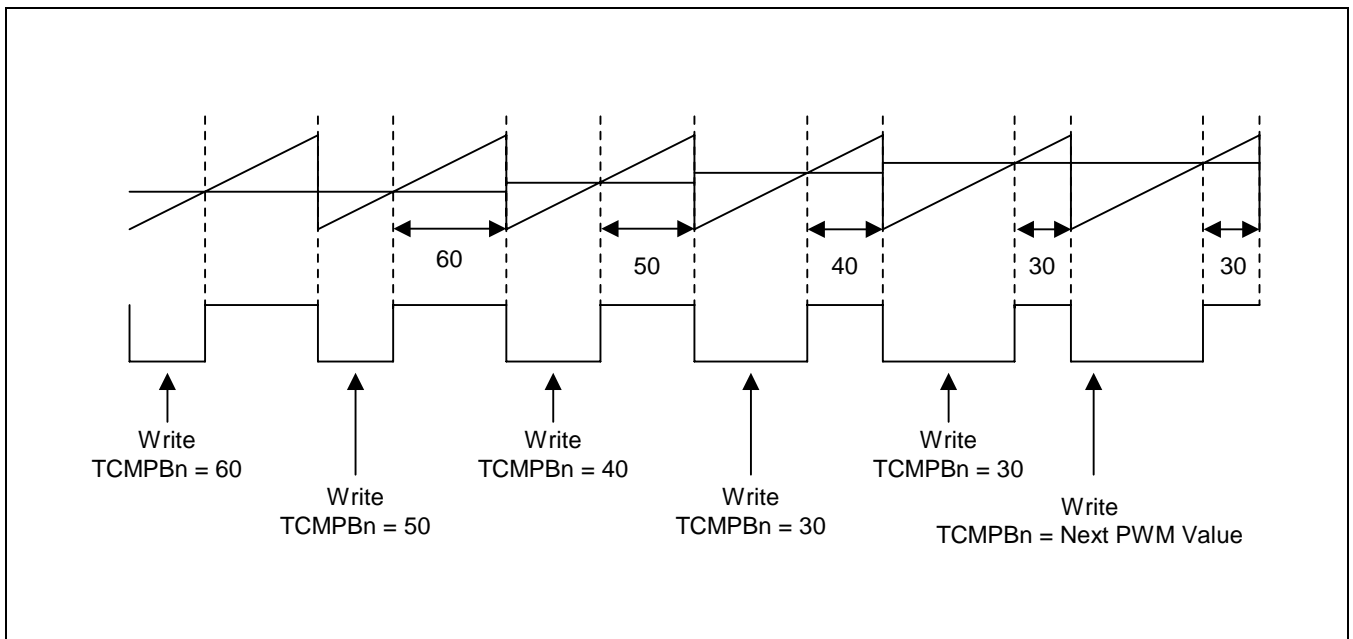 60
50
40
30
30
Write
TCMPBn = 60
Write
TCMPBn = 50
Write
TCMPBn = 40
Write
TCMPBn = 30
Write
TCMPBn = 30
Write
TCMPBn = Next PWM Value